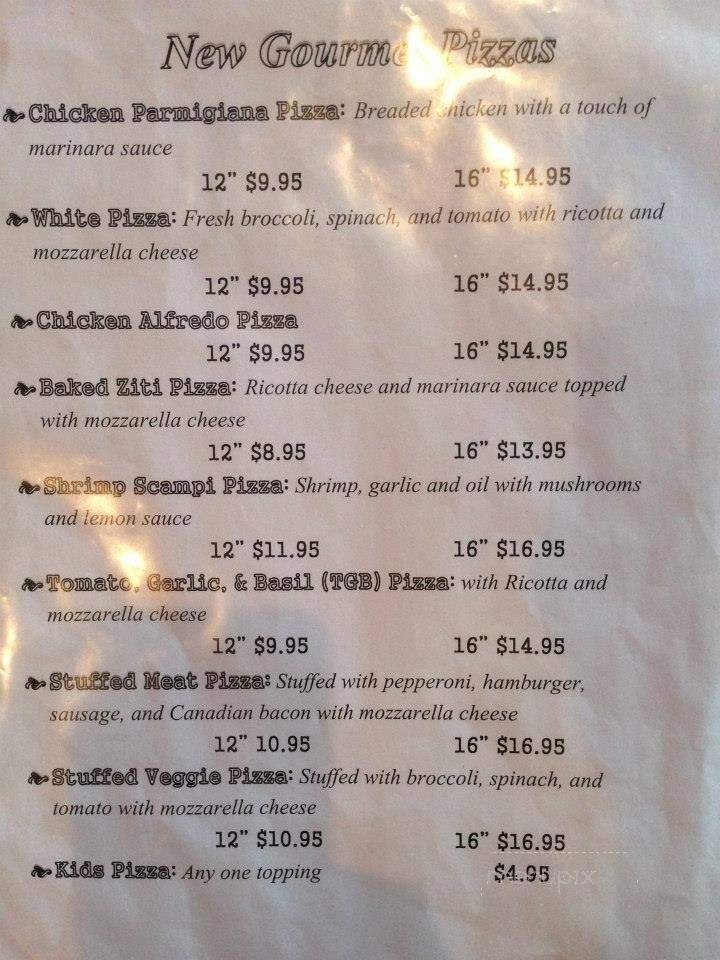 New Gourme Pizzas
Chicken Parmigiana Pizza: Breaded chicken with a touch of
marinara sauce
12" $9.95 16" $14.95
White Pizza: Fresh broccoli, spinach, and tomato with ricotta and
mozzarella cheese
12" $9.95 16" $14.95
Chicken Alfredo Pizza
12" $9.95 16" $14.95
Baked Ziti Pizza: Ricotta cheese and marinara sauce topped
with mozzarella cheese
12" $8.95 16" $13.95
Shrimp Scampi Pizza: Shrimp, garlic and oil with mushrooms
and lemon sauce
12" $11.95 16" $16.95
Tomato, Garlic, & Basil (TGB) Pizza: with Ricotta and
mozzarella cheese
12" $9.95 16" $14.95
Stuffed Meat Pizza: Stuffed with pepperoni, hamburger,
sausage, and Canadian bacon with mozzarella cheese
12" 10.95 16" $16.95
Stuffed Veggie Pizza: Stuffed with broccoli, spinach, and
tomato with mozzarella cheese
12" $10.95 16" $16.95
Kids Pizza: Any one topping $4.95